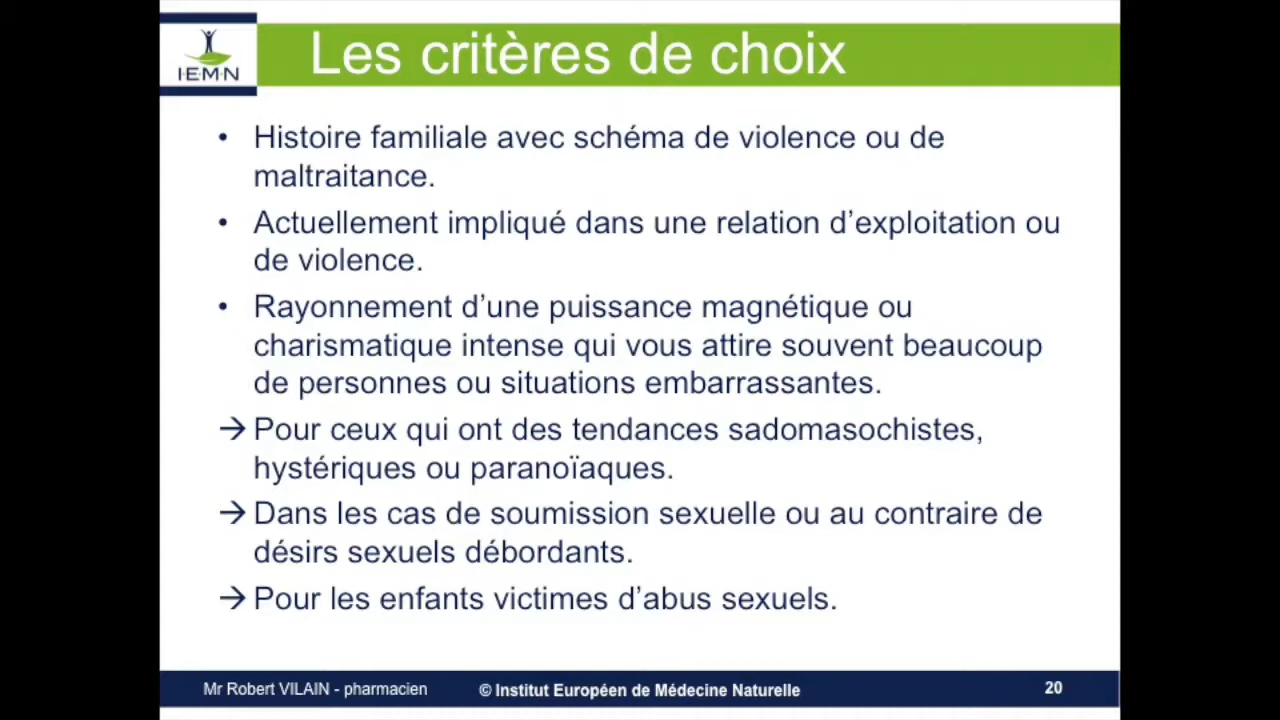 I·E·M·N
Les critères de choix
• Histoire familiale avec schéma de violence ou de
maltraitance.
• Actuellement impliqué dans une relation d’exploitation ou
de violence.
• Rayonnement d’une puissance magnétique ou
charismatique intense qui vous attire souvent beaucoup
de personnes ou situations embarrassantes.
→ Pour ceux qui ont des tendances sadomasochistes,
hystériques ou paranoïaques.
→ Dans les cas de soumission sexuelle ou au contraire de
désirs sexuels débordants.
→ Pour les enfants victimes d’abus sexuels.
Mr Robert VILAIN - pharmacien © Institut Européen de Médecine Naturelle 20